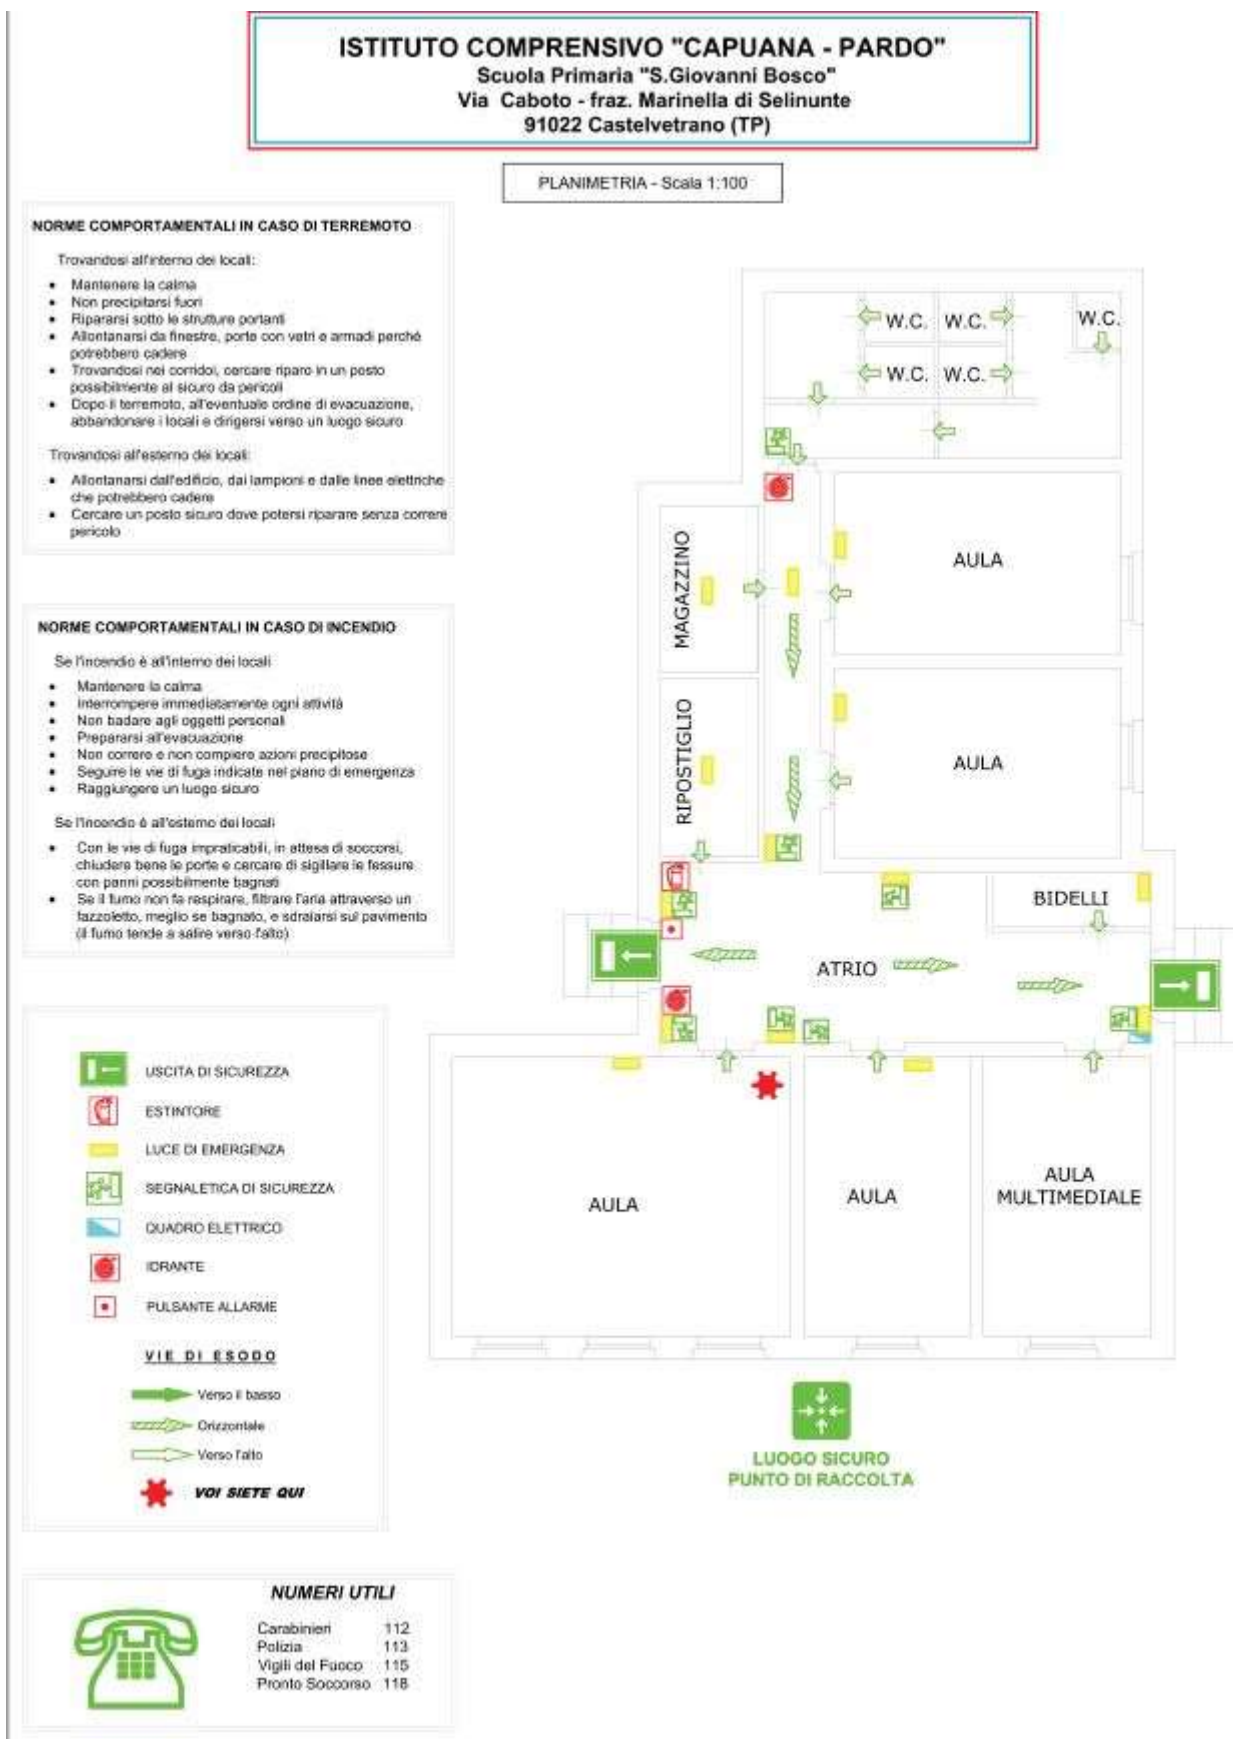 ISTITUTO COMPRENSIVO "CAPUANA - PARDO"
Scuola Primaria "S.Giovanni Bosco"
Via Caboto - fraz. Marinella di Selinunte
91022 Castelvetrano (TP)
PLANIMETRIA - Scala 1:100
NORME COMPORTAMENTALI IN CASO DI TERREMOTO
Trovandosi all'interno dei locali:
• Mantenere la calma
• Non precipitarsi fuori
• Ripararsi sotto le strutture portanti
• Allontanarsi da finestre, porte con vetri e armadi perché
potrebbero cadere
• Trovandosi nei corridoi, cercare riparo in un posto
possibilmente al sicuro da pericoli
• Dopo il terremoto, all'eventuale ordine di evacuazione,
abbandonare i locali e dirigersi verso un luogo sicuro
Trovandosi all'esterno dei locali:
• Allontanarsi dall'edificio, dai lampioni e dalle linee elettriche
che potrebbero cadere
• Cercare un posto sicuro dove potersi riparare senza correre
pericolo
NORME COMPORTAMENTALI IN CASO DI INCENDIO
Se l'incendio è all'interno dei locali
• Mantenere la calma
• Interrompere immediatamente ogni attività
• Non badare agli oggetti personali
• Prepararsi all'evacuazione
• Non correre e non compiere azioni precipitose
• Seguire le vie di fuga indicate nel piano di emergenza
• Raggiungere un luogo sicuro
Se l'incendio è all'esterno dei locali
• Con le vie di fuga impraticabili, in attesa di soccorsi,
chiudere bene le porte e cercare di sigillare le fessure
con panni possibilmente bagnati
• Se il fumo non fa respirare, filtrare l'aria attraverso un
fazzoletto, meglio se bagnato, e sdraiarsi sul pavimento
(il fumo tende a salire verso l'alto)
USCITA DI SICUREZZA
ESTINTORE
LUCE DI EMERGENZA
SEGNALETICA DI SICUREZZA
QUADRO ELETTRICO
IDRANTE
PULSANTE ALLARME
VIE DI ESODO
Verso il basso
Orizzontale
Verso l'alto
VOI SIETE QUI
NUMERI UTILI
Carabinieri 112
Polizia 113
Vigili del Fuoco 115
Pronto Soccorso 118
W.C. W.C. W.C.
W.C. W.C.
MAGAZZINO
AULA
RIPOSTIGLIO
AULA
BIDELLI
ATRIO
AULA
AULA
AULA
MULTIMEDIALE
LUOGO SICURO
PUNTO DI RACCOLTA